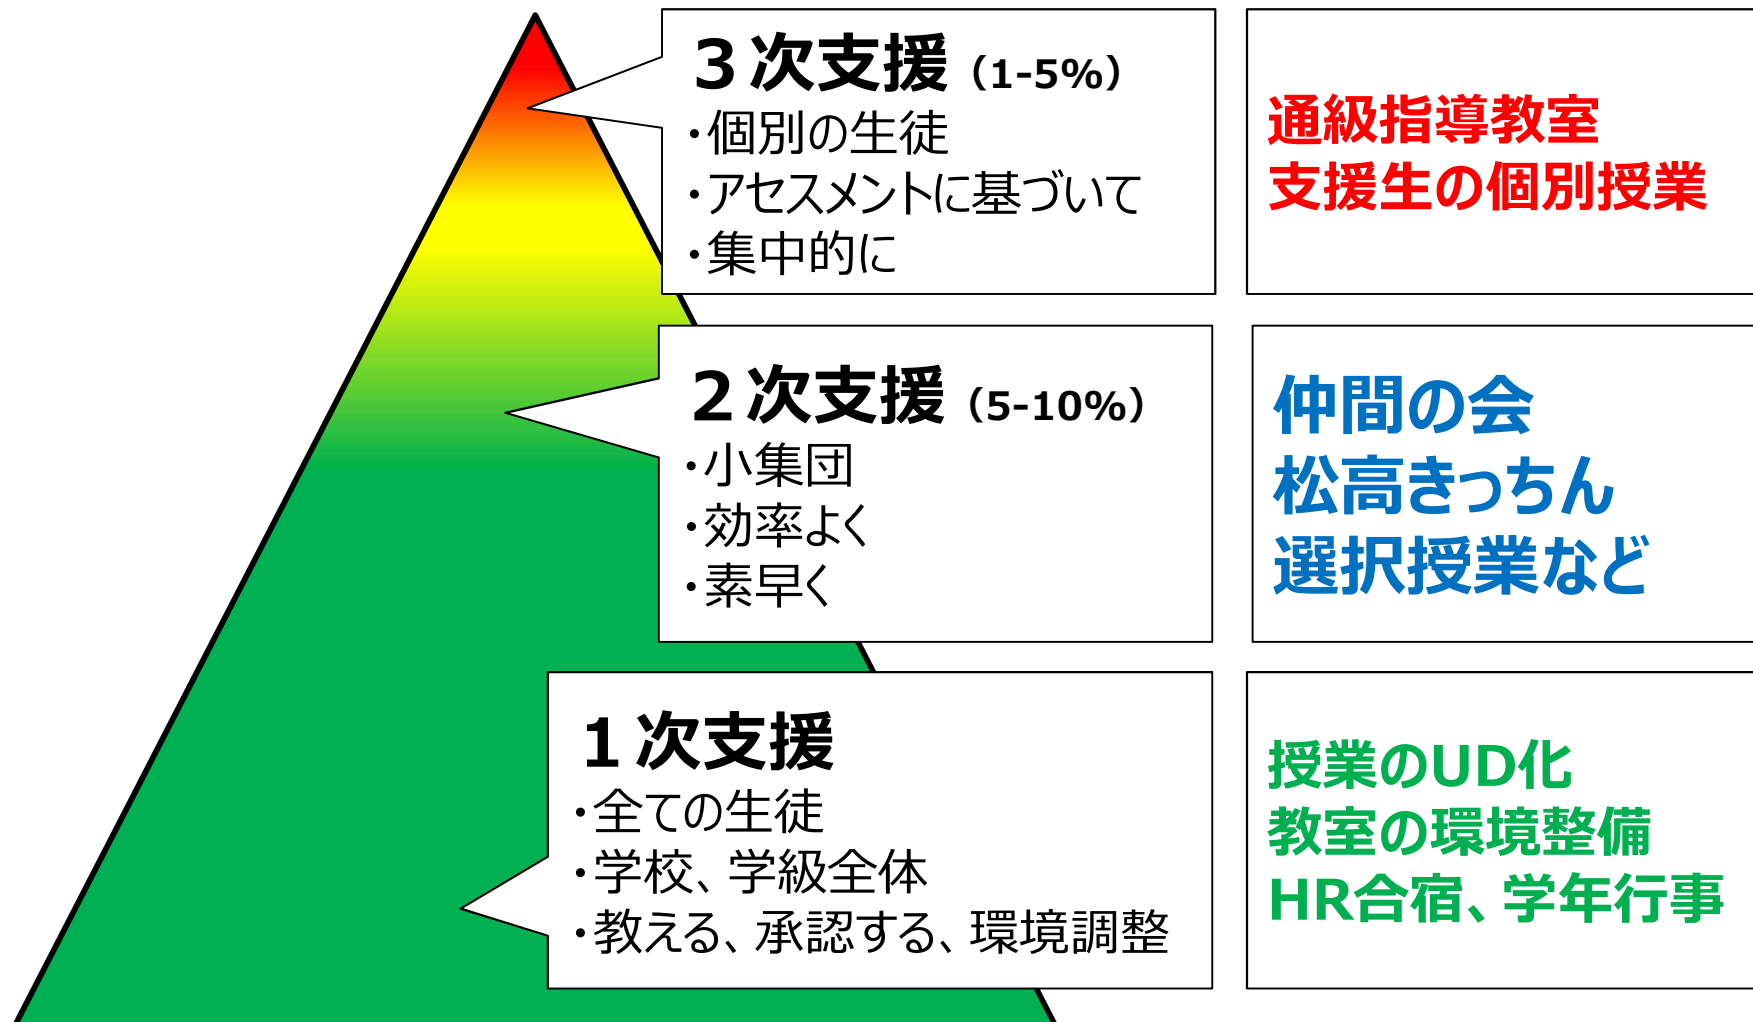 ３次支援（1-5%）
・個別の生徒
・アセスメントに基づいて
・集中的に
通級指導教室
支援生の個別授業
２次支援（5-10%）
・小集団
・効率よく
・素早く
仲間の会
松高きっちん
選択授業など
１次支援
・全ての生徒
・学校、学級全体
・教える、承認する、環境調整
授業のUD化
教室の環境整備
HR合宿、学年行事